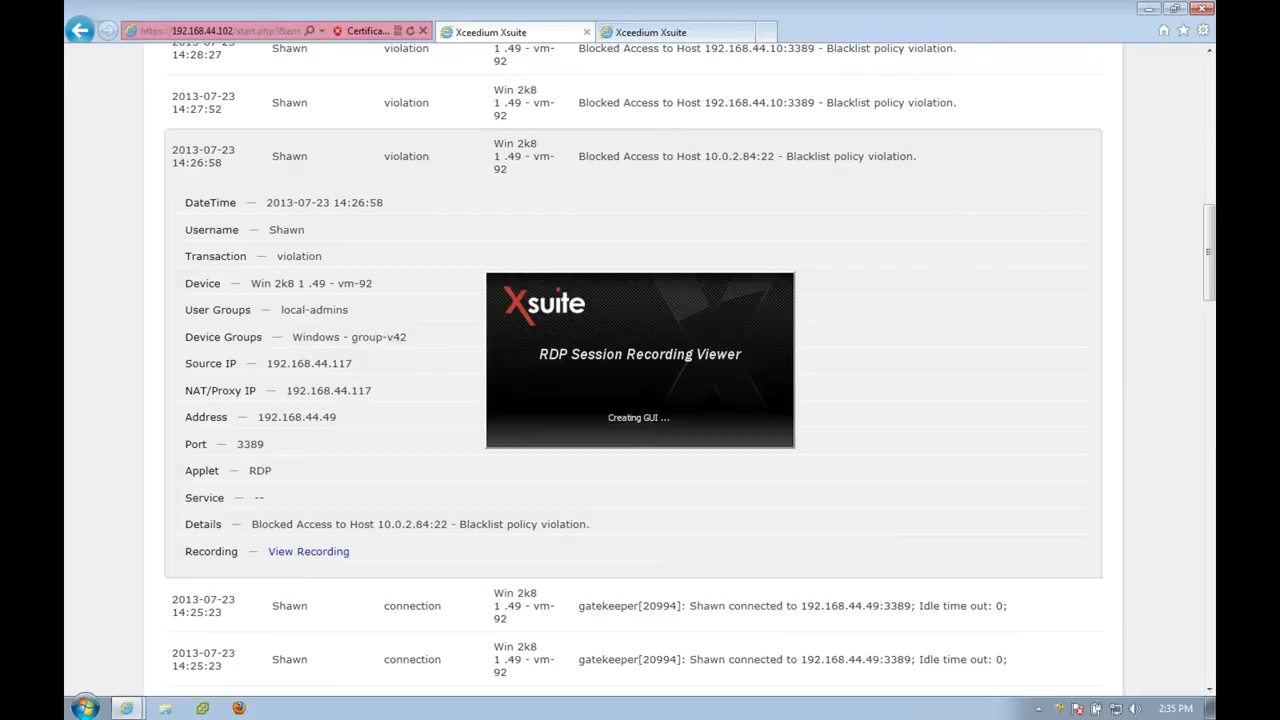 https://192.168.44.102/start.php?&tem
Certifica...
Xceedium Xsuite
Xceedium Xsuite
2013-07-23
14:28:27
Shawn
violation
1 .49 - vm-
92
Blocked Access to Host 192.168.44.10:3389 - Blacklist policy violation.
2013-07-23
14:27:52
Shawn
violation
Win 2k8
1 .49 - vm-
92
Blocked Access to Host 192.168.44.10:3389 - Blacklist policy violation.
2013-07-23
14:26:58
Shawn
violation
Win 2k8
1 .49 - vm-
92
Blocked Access to Host 10.0.2.84:22 - Blacklist policy violation.
DateTime — 2013-07-23 14:26:58
Username — Shawn
Transaction — violation
Device — Win 2k8 1 .49 - vm-92
User Groups — local-admins
Device Groups — Windows - group-v42
Source IP — 192.168.44.117
NAT/Proxy IP — 192.168.44.117
Address — 192.168.44.49
Port — 3389
Applet — RDP
Service — --
Details — Blocked Access to Host 10.0.2.84:22 - Blacklist policy violation.
Recording — View Recording
Xsuite
RDP Session Recording Viewer
Creating GUI ...
2013-07-23
14:25:23
Shawn
connection
Win 2k8
1 .49 - vm-
92
gatekeeper[20994]: Shawn connected to 192.168.44.49:3389; Idle time out: 0;
2013-07-23
14:25:23
Shawn
connection
Win 2k8
1 .49 - vm-
92
gatekeeper[20994]: Shawn connected to 192.168.44.49:3389; Idle time out: 0;
2:35 PM